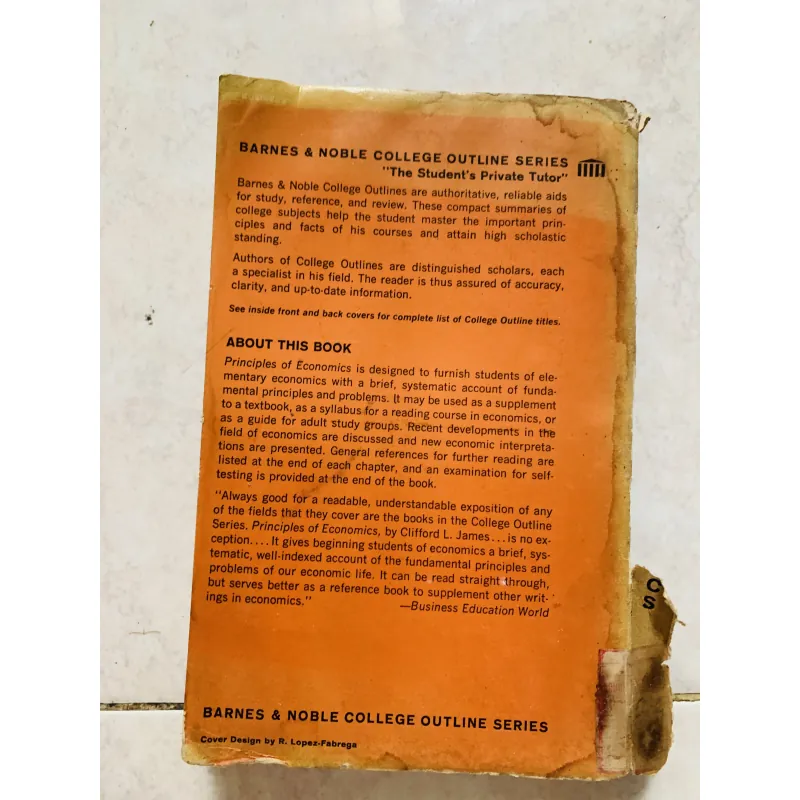 BARNES & NOBLE COLLEGE OUTLINE SERIES
"The Student's Private Tutor"
Barnes & Noble College Outlines are authoritative, reliable aids
for study, reference, and review. These compact summaries of
college subjects help the student master the important prin-
ciples and facts of his courses and attain high scholastic
standing.
Authors of College Outlines are distinguished scholars, each
a specialist in his field. The reader is thus assured of accuracy,
clarity, and up-to-date information.
See inside front and back covers for complete list of College Outline titles.
ABOUT THIS BOOK
Principles of Economics is designed to furnish students of ele-
mentary economics with a brief, systematic account of funda-
mental principles and problems. It may be used as a supplement
to a textbook, as a syllabus for a reading course in economics, or
as a guide for adult study groups. Recent developments in the
field of economics are discussed and new economic interpreta-
tions are presented. General references for further reading are
listed at the end of each chapter, and an examination for self-
testing is provided at the end of the book.
"Always good for a readable, understandable exposition of any
of the fields that they cover are the books in the College Outline
Series. Principles of Economics, by Clifford L. James...is no ex-
ception....It gives beginning students of economics a brief, sys-
tematic, well-indexed account of the fundamental principles and
problems of our economic life. It can be read straight through,
but serves better as a reference book to supplement other writ-
ings in economics."
—Business Education World
BARNES & NOBLE COLLEGE OUTLINE SERIES
Cover Design by R. Lopez-Fabrega